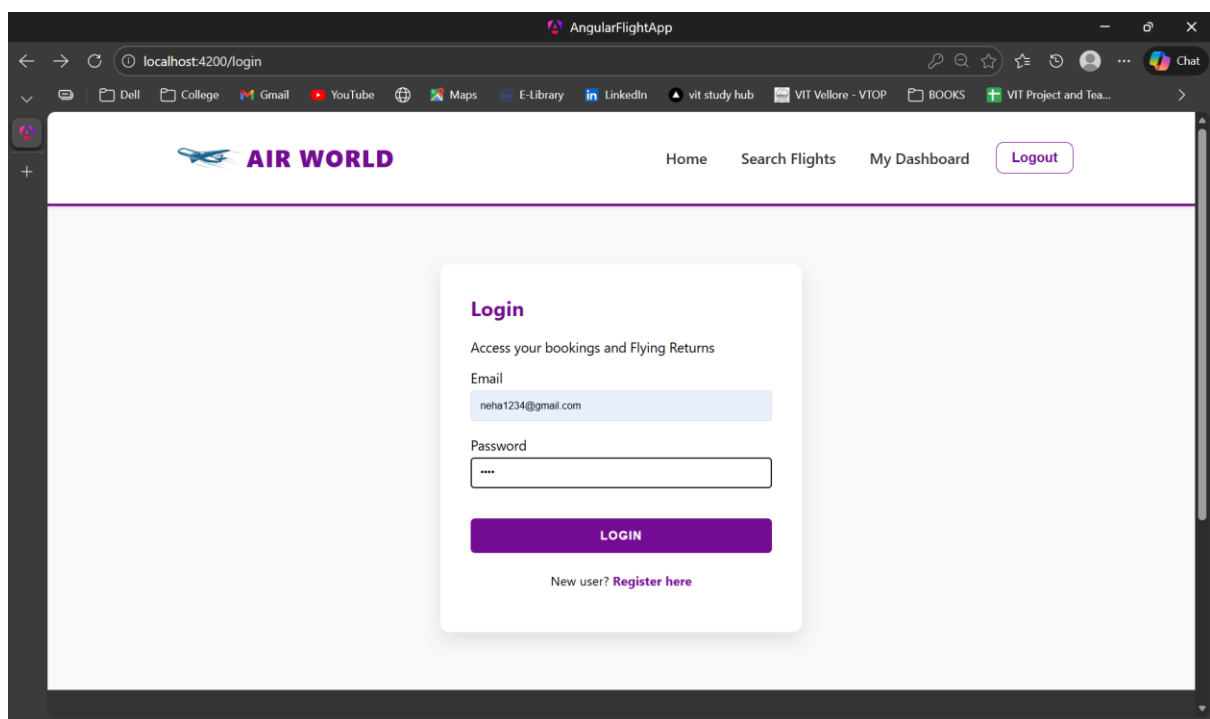 AngularFlightApp
localhost:4200/login
Chat
Dell College Gmail YouTube Maps E-Library in LinkedIn vit study hub VIT Vellore - VTOP BOOKS VIT Project and Tea...
AIR WORLD Home Search Flights My Dashboard Logout
Login
Access your bookings and Flying Returns
Email
neha1234@gmail.com
Password
••••
LOGIN
New user? Register here